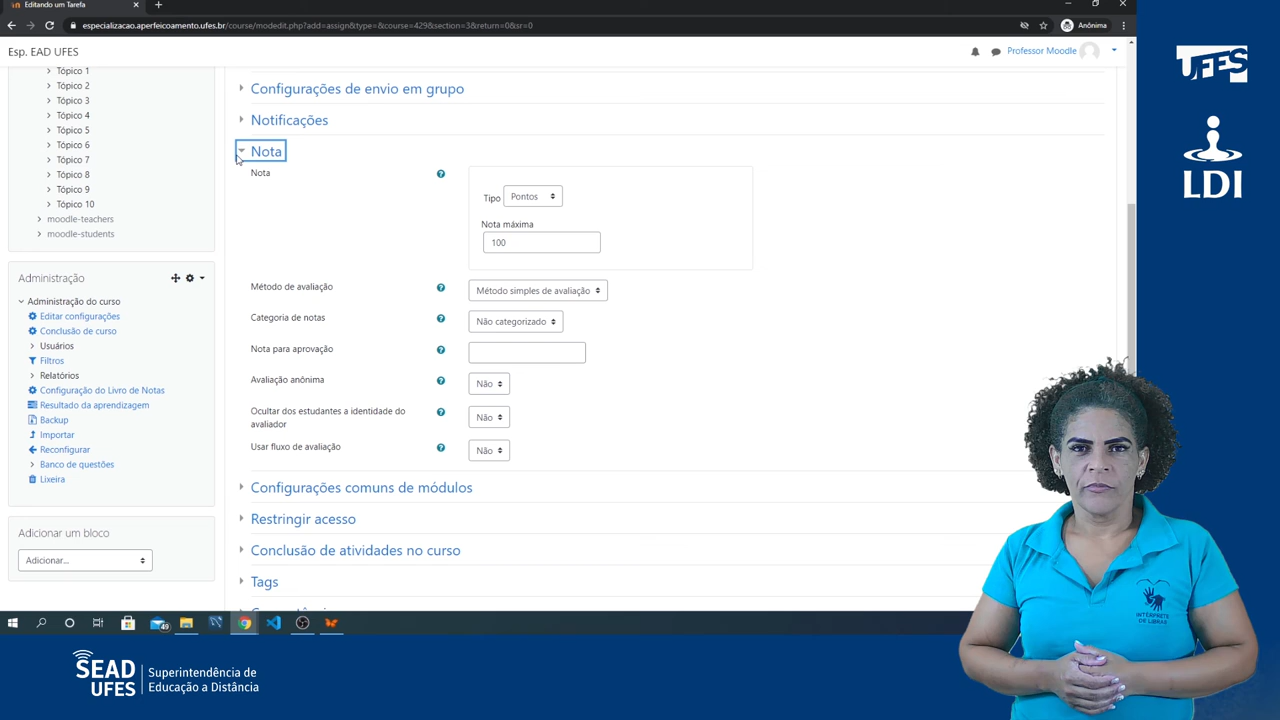 Editando um Tarefa
especializacao.aperfeicoamento.ufes.br/course/modedit.php?add=assign&type=&course=429&section=3&return=0&sr=0
Anônima
Esp. EAD UFES
Professor Moodle
Tópico 1
Tópico 2
Tópico 3
Tópico 4
Tópico 5
Tópico 6
Tópico 7
Tópico 8
Tópico 9
Tópico 10
moodle-teachers
moodle-students
Administração
Administração do curso
Editar configurações
Conclusão de curso
Usuários
Filtros
Relatórios
Configuração do Livro de Notas
Resultado da aprendizagem
Backup
Importar
Reconfigurar
Banco de questões
Lixeira
Adicionar um bloco
Adicionar...
Configurações de envio em grupo
Notificações
Nota
Nota
Tipo Pontos
Nota máxima
100
Método de avaliação
Método simples de avaliação
Categoria de notas
Não categorizado
Nota para aprovação
Avaliação anônima
Não
Ocultar dos estudantes a identidade do
avaliador
Não
Usar fluxo de avaliação
Não
Configurações comuns de módulos
Restringir acesso
Conclusão de atividades no curso
Tags
49
UFES
LDI
INTÉRPRETE
DE LIBRAS
SEAD
UFES
Superintendência de
Educação a Distância